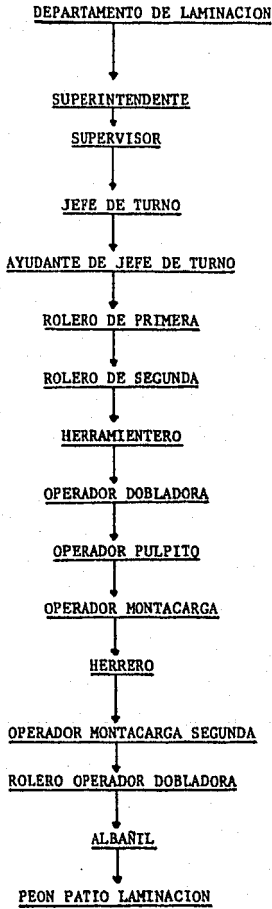 DEPARTAMENTO DE LAMINACION
SUPERINTENDENTE
SUPERVISOR
JEFE DE TURNO
AYUDANTE DE JEFE DE TURNO
ROLERO DE PRIMERA
ROLERO DE SEGUNDA
HERRAMIENTERO
OPERADOR DOBLADORA
OPERADOR PULPITO
OPERADOR MONTACARGA
HERRERO
OPERADOR MONTACARGA SEGUNDA
ROLERO OPERADOR DOBLADORA
ALBAÑIL
PEON PATIO LAMINACION